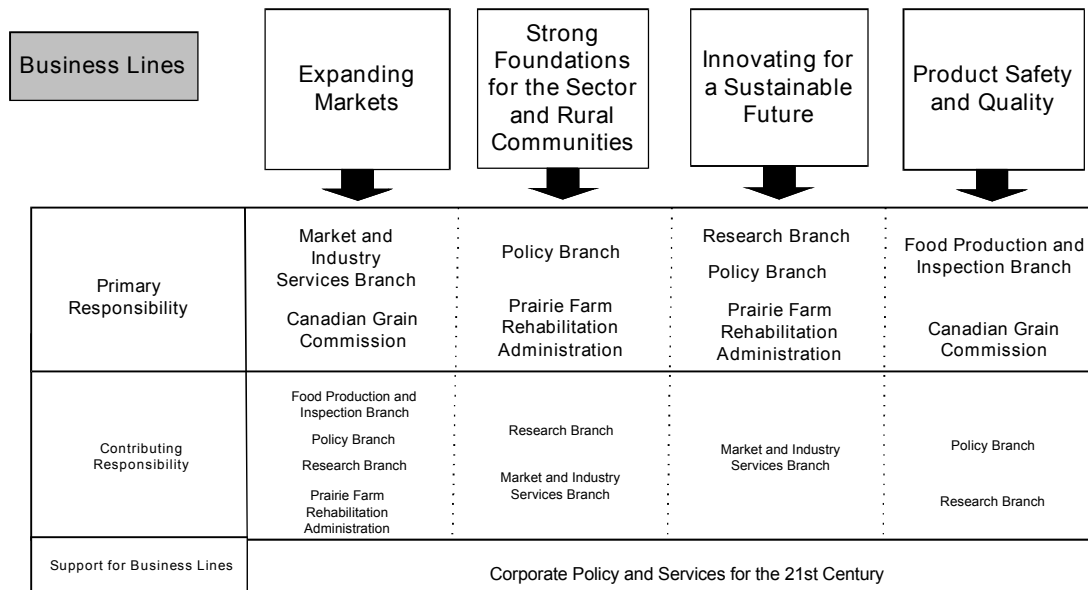 Business Lines
Expanding
Markets
Strong
Foundations
for the Sector
and Rural
Communities
Innovating for
a Sustainable
Future
Product Safety
and Quality
Primary
Responsibility
Market and
Industry
Services Branch
Canadian Grain
Commission
Policy Branch
Prairie Farm
Rehabilitation
Administration
Research Branch
Policy Branch
Prairie Farm
Rehabilitation
Administration
Food Production and
Inspection Branch
Canadian Grain
Commission
Contributing
Responsibility
Food Production and
Inspection Branch
Policy Branch
Research Branch
Prairie Farm
Rehabilitation
Administration
Research Branch
Market and Industry
Services Branch
Market and Industry
Services Branch
Policy Branch
Research Branch
Support for Business Lines
Corporate Policy and Services for the 21st Century